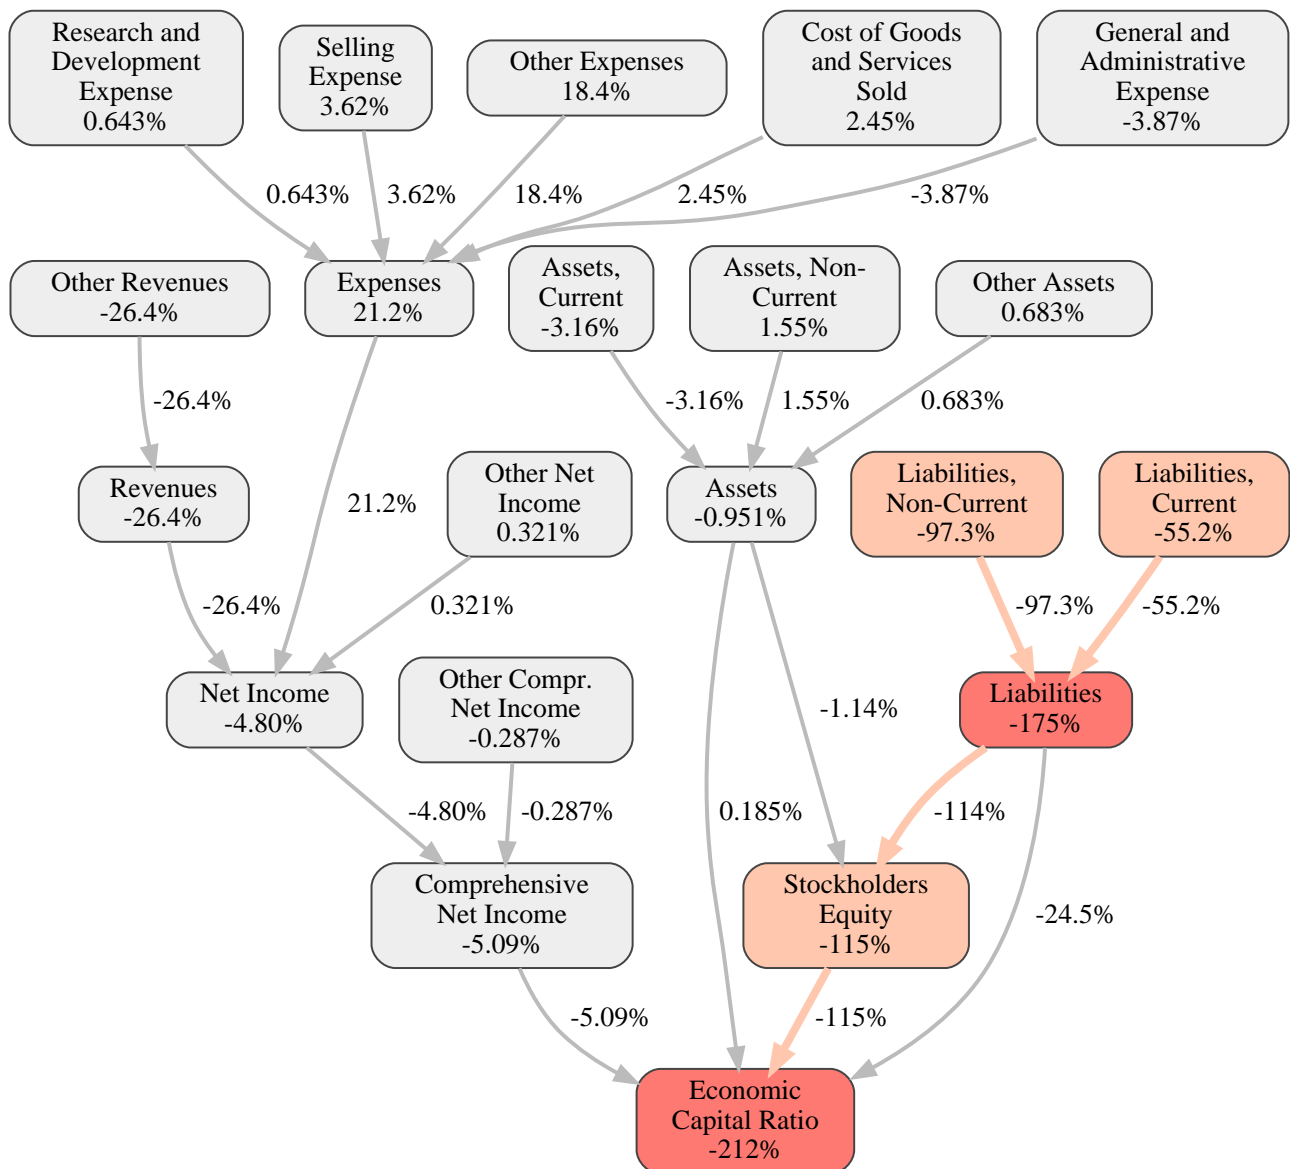 Research and
Development
Expense
0.643%
Selling
Expense
3.62%
Other Expenses
18.4%
Cost of Goods
and Services
Sold
2.45%
General and
Administrative
Expense
-3.87%
0.643%
3.62%
18.4%
2.45%
-3.87%
Other Revenues
-26.4%
Expenses
21.2%
Assets,
Current
-3.16%
Assets, Non-
Current
1.55%
Other Assets
0.683%
-26.4%
-3.16%
1.55%
0.683%
Revenues
-26.4%
21.2%
Other Net
Income
0.321%
Assets
-0.951%
Liabilities,
Non-Current
-97.3%
Liabilities,
Current
-55.2%
-26.4%
0.321%
-97.3%
-55.2%
Net Income
-4.80%
Other Compr.
Net Income
-0.287%
-1.14%
Liabilities
-175%
-4.80%
-0.287%
0.185%
-114%
Comprehensive
Net Income
-5.09%
Stockholders
Equity
-115%
-24.5%
-5.09%
-115%
Economic
Capital Ratio
-212%